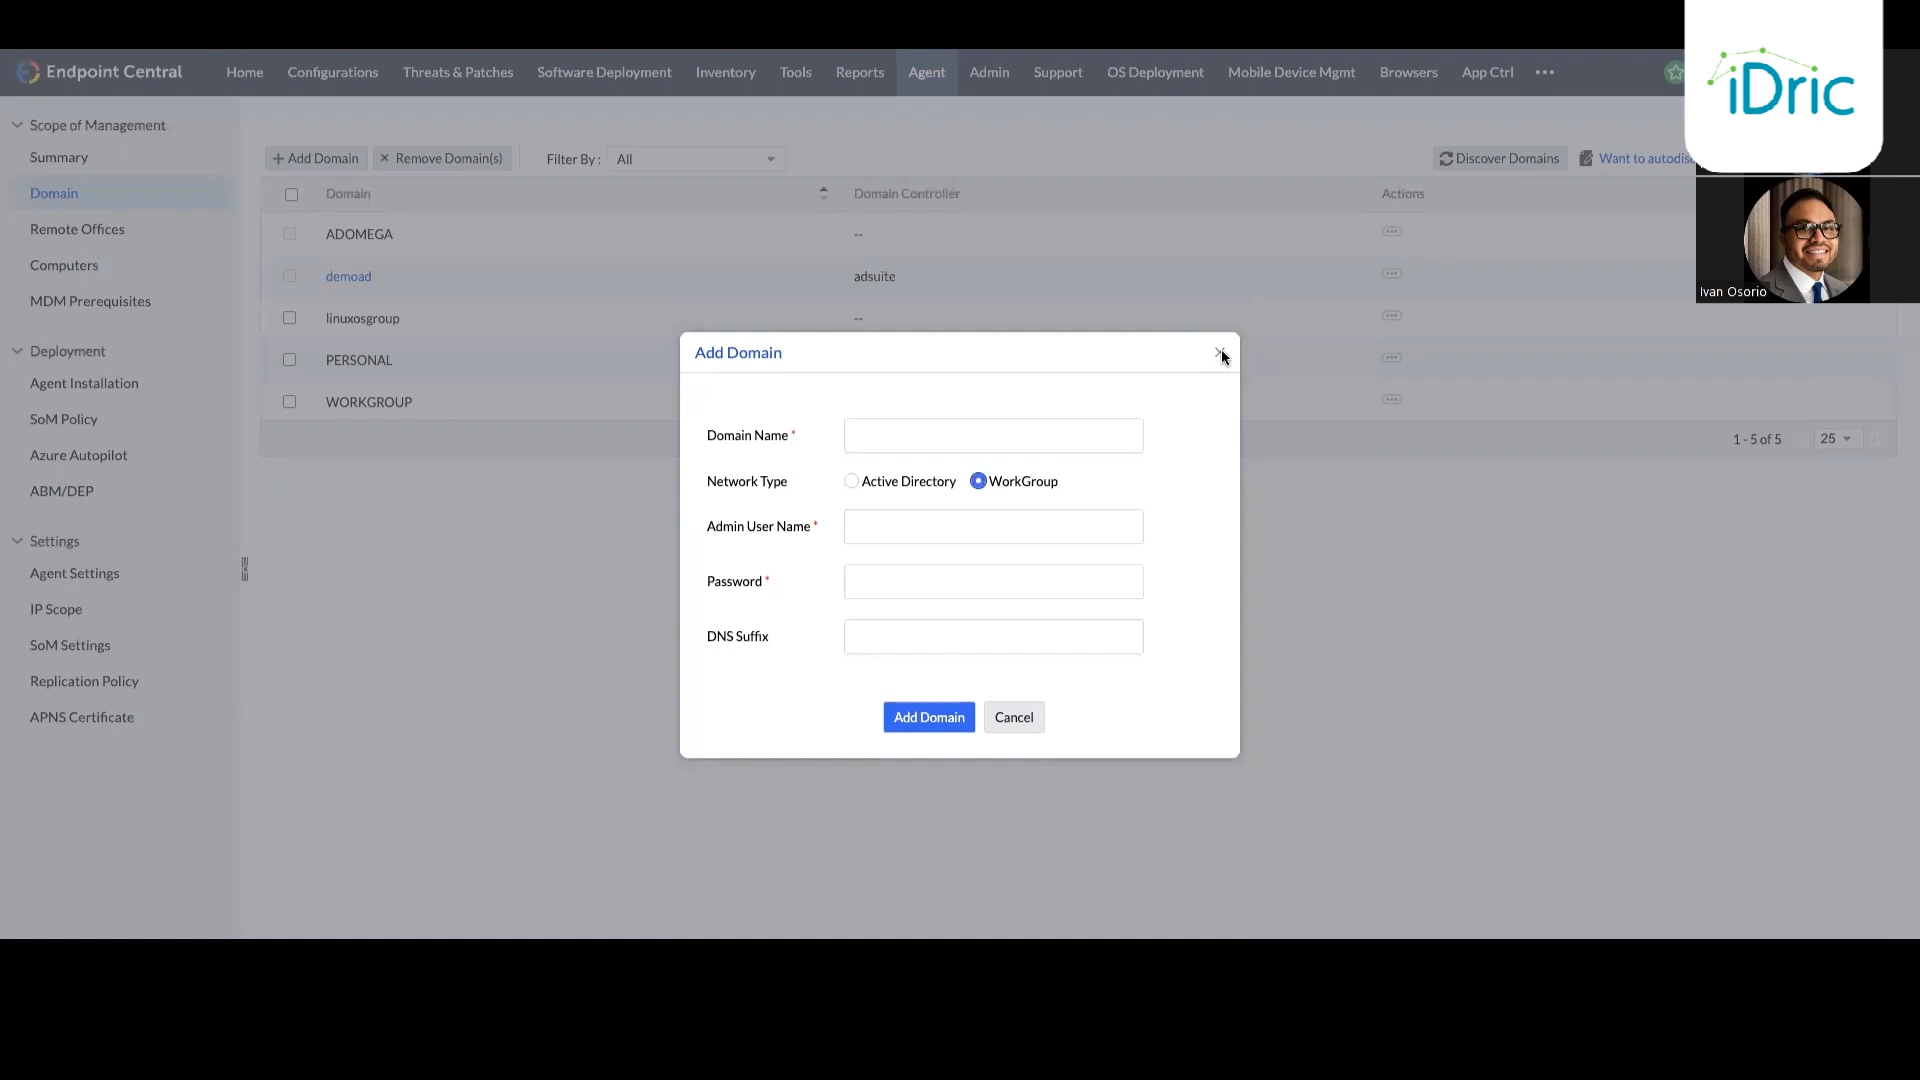 iDric
Endpoint Central
Home
Configurations
Threats & Patches
Software Deployment
Inventory
Tools
Reports
Agent
Admin
Support
OS Deployment
Mobile Device Mgmt
Browsers
App Ctrl
Scope of Management
Summary
Domain
Remote Offices
Computers
MDM Prerequisites
Deployment
Agent Installation
SoM Policy
Azure Autopilot
ABM/DEP
Settings
Agent Settings
IP Scope
SoM Settings
Replication Policy
APNS Certificate
+ Add Domain
× Remove Domain(s)
Filter By :
All
Discover Domains
Want to
Domain
Domain Controller
Actions
ADOMEGA
--
demoad
adsuite
linuxosgroup
--
PERSONAL
WORKGROUP
1 - 5 of 5
25
Ivan Osorio
Add Domain
Domain Name *
Network Type
Active Directory
WorkGroup
Admin User Name *
Password *
DNS Suffix
Add Domain
Cancel